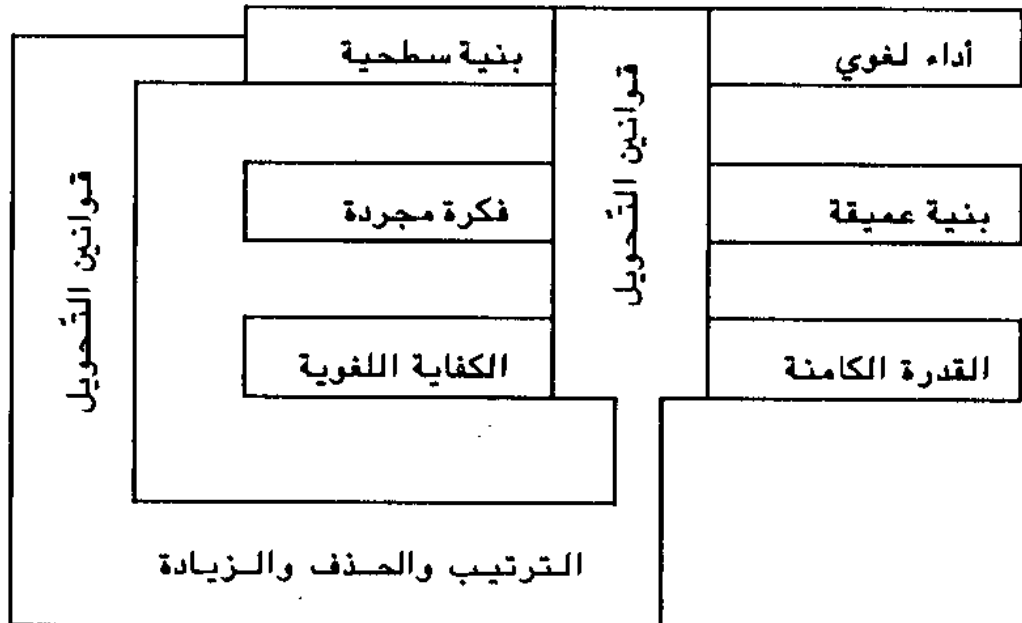 أداء لغوي
بنية سطحية
قوانين التحويل
بنية عميقة
فكرة مجردة
القدرة الكامنة
الكفاية اللغوية
قوانين التحويل
الترتيب والحذف والزيادة